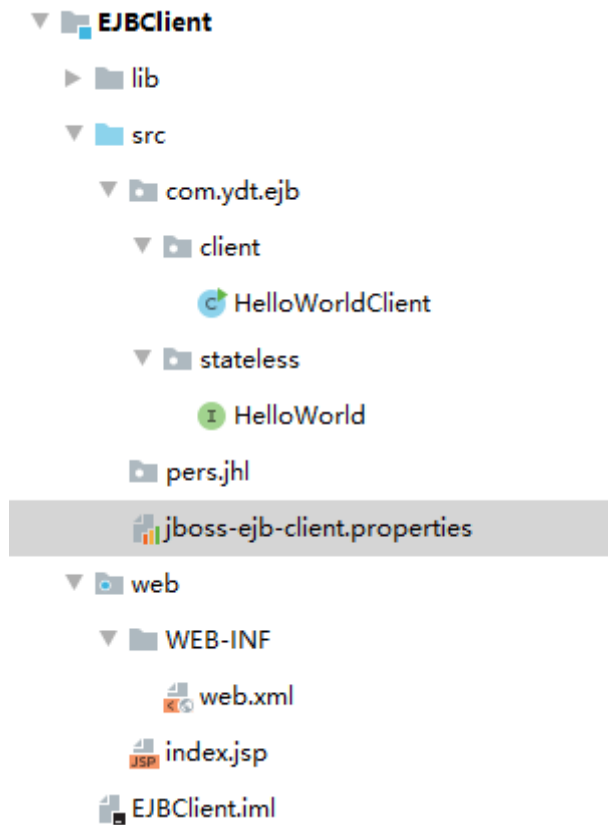 EJBClient
lib
src
com.ydt.ejb
client
C HelloWorldClient
stateless
I HelloWorld
pers.jhl
jboss-ejb-client.properties
web
WEB-INF
web.xml
JSP index.jsp
EJBClient.iml